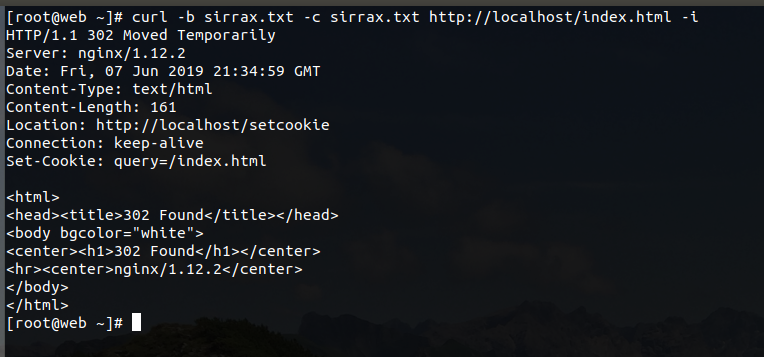 [root@web ~]# curl -b sirrax.txt -c sirrax.txt http://localhost/index.html -i
HTTP/1.1 302 Moved Temporarily
Server: nginx/1.12.2
Date: Fri, 07 Jun 2019 21:34:59 GMT
Content-Type: text/html
Content-Length: 161
Location: http://localhost/setcookie
Connection: keep-alive
Set-Cookie: query=/index.html

<html>
<head><title>302 Found</title></head>
<body bgcolor="white">
<center><h1>302 Found</h1></center>
<hr><center>nginx/1.12.2</center>
</body>
</html>
[root@web ~]#